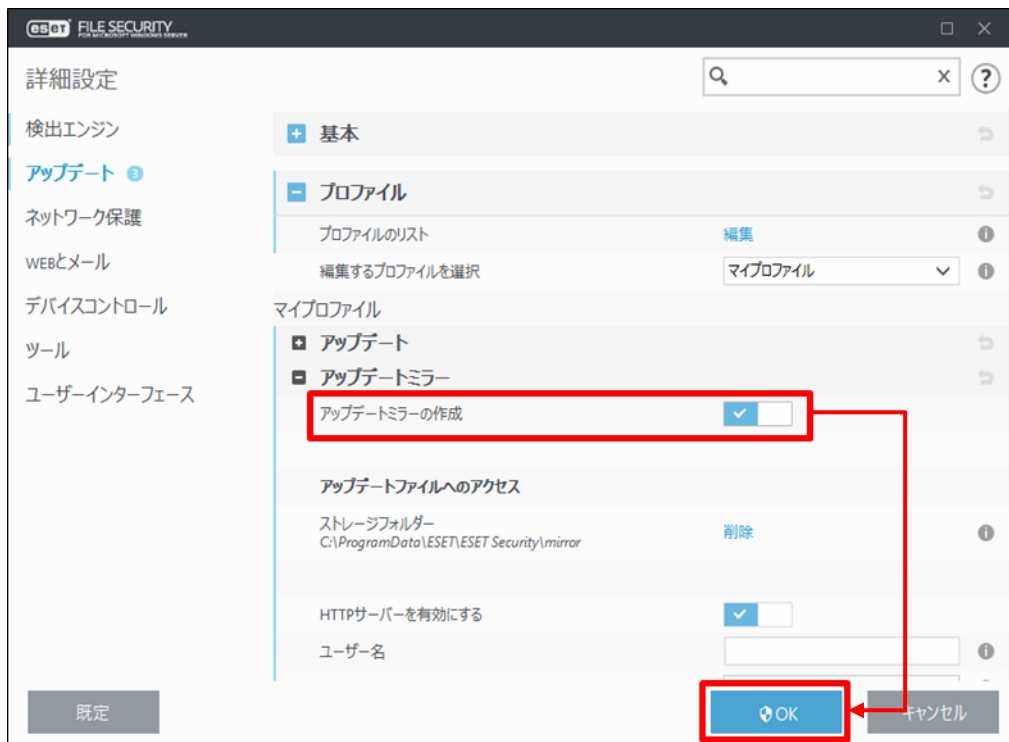 eset FILE SECURITY
FOR MICROSOFT WINDOWS SERVER
詳細設定
検出エンジン
アップデート 3
ネットワーク保護
WEBとメール
デバイスコントロール
ツール
ユーザーインターフェース
基本
プロファイル
プロファイルのリスト 編集
編集するプロファイルを選択 マイプロファイル
マイプロファイル
アップデート
アップデートミラー
アップデートミラーの作成
アップデートファイルへのアクセス
ストレージフォルダー 削除
C:\ProgramData\ESET\ESET Security\mirror
HTTPサーバーを有効にする
ユーザー名
既定 OK キャンセル